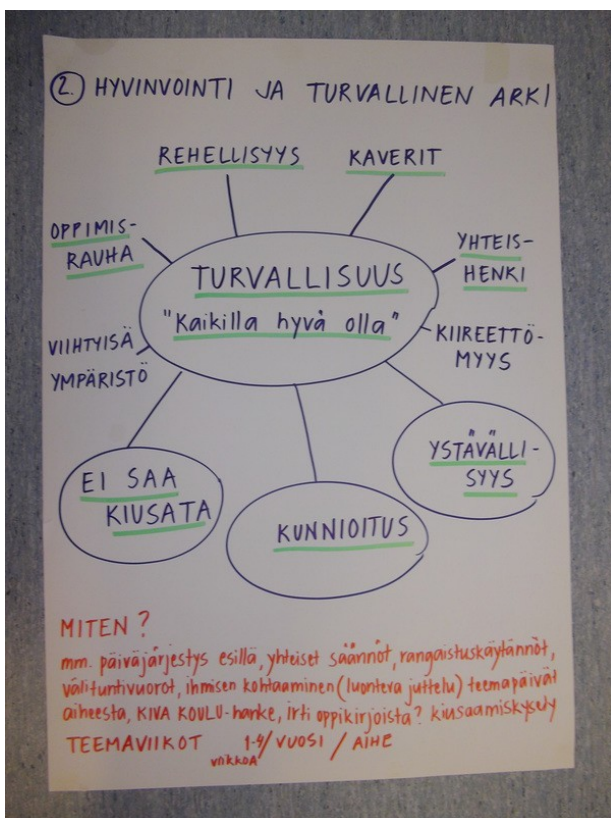 2. HYVINVOINTI JA TURVALLINEN ARKI
REHELLISYYS
KAVERIT
OPPIMIS-
RAUHA
YHTEIS-
HENKI
TURVALLISUUS
"Kaikilla hyvä olla"
VIIHTYISÄ
YMPÄRISTÖ
KIIREETTÖ-
MYYS
EI SAA
KIUSATA
KUNNIOITUS
YSTÄVÄLLI-
SYYS
MITEN?
mm. päiväjärjestys esillä, yhteiset säännöt, rangaistuskäytännöt,
välituntivuorot, ihmisen kohtaaminen (luonteva juttelu) teemapäivät
aiheesta, KIVA KOULU-hanke, irti oppikirjoista? kiusaamiskysely
TEEMAVIIKOT 1-4/ VUOSI / AIHE
viikkoa